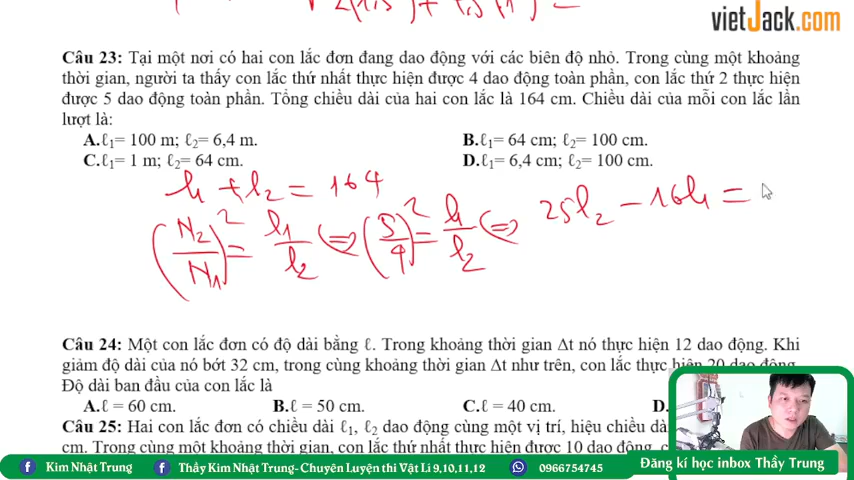 vietJack.com
Câu 23: Tại một nơi có hai con lắc đơn đang dao động với các biên độ nhỏ. Trong cùng một khoảng
thời gian, người ta thấy con lắc thứ nhất thực hiện được 4 dao động toàn phần, con lắc thứ 2 thực hiện
được 5 dao động toàn phần. Tổng chiều dài của hai con lắc là 164 cm. Chiều dài của mỗi con lắc lần
lượt là:
A.ℓ₁= 100 m; ℓ₂= 6,4 m. B.ℓ₁= 64 cm; ℓ₂= 100 cm.
C.ℓ₁= 1 m; ℓ₂= 64 cm. D.ℓ₁= 6,4 cm; ℓ₂= 100 cm.
l₁ + l₂ = 164
(N₂/N₁)² = l₁/l₂ ⇔ (5/4)² = l₁/l₂ ⇔ 25l₂ - 16l₁ =
Câu 24: Một con lắc đơn có độ dài bằng ℓ. Trong khoảng thời gian Δt nó thực hiện 12 dao động. Khi
giảm độ dài của nó bớt 32 cm, trong cùng khoảng thời gian Δt như trên, con lắc thực hiện 20 dao động.
Độ dài ban đầu của con lắc là
A.ℓ = 60 cm. B.ℓ = 50 cm. C.ℓ = 40 cm. D.
Câu 25: Hai con lắc đơn có chiều dài ℓ₁, ℓ₂ dao động cùng một vị trí, hiệu chiều dài
cm. Trong cùng một khoảng thời gian, con lắc thứ nhất thực hiện được 10 dao động,
Kim Nhật Trung Thầy Kim Nhật Trung- Chuyên Luyện thi Vật Lí 9,10,11,12 0966754745 Đăng kí học inbox Thầy Trung